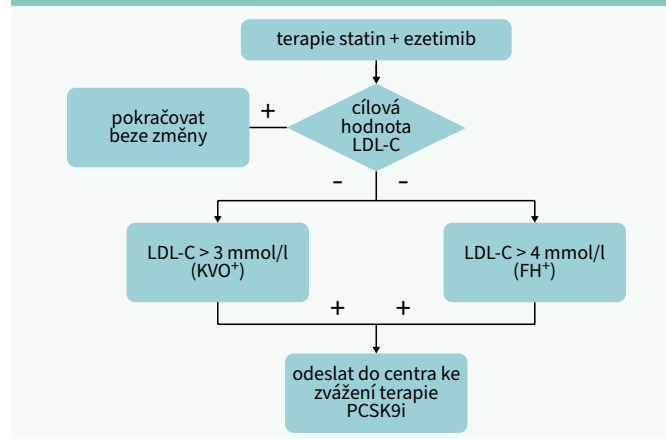 terapie statin + ezetimib
pokračovat
beze změny
+
cílová
hodnota
LDL-C
- -
LDL-C > 3 mmol/l
(KVO⁺)
LDL-C > 4 mmol/l
(FH⁺)
+ +
odeslat do centra ke
zvážení terapie
PCSK9i